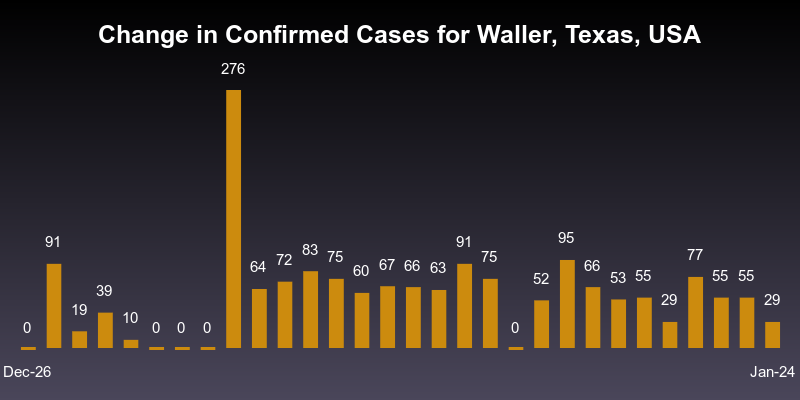 Change in Confirmed Cases for Waller, Texas, USA
0 91 19 39 10 0 0 0 276 64 72 83 75 60 67 66 63 91 75 0 52 95 66 53 55 29 77 55 55 29
Dec-26 Jan-24